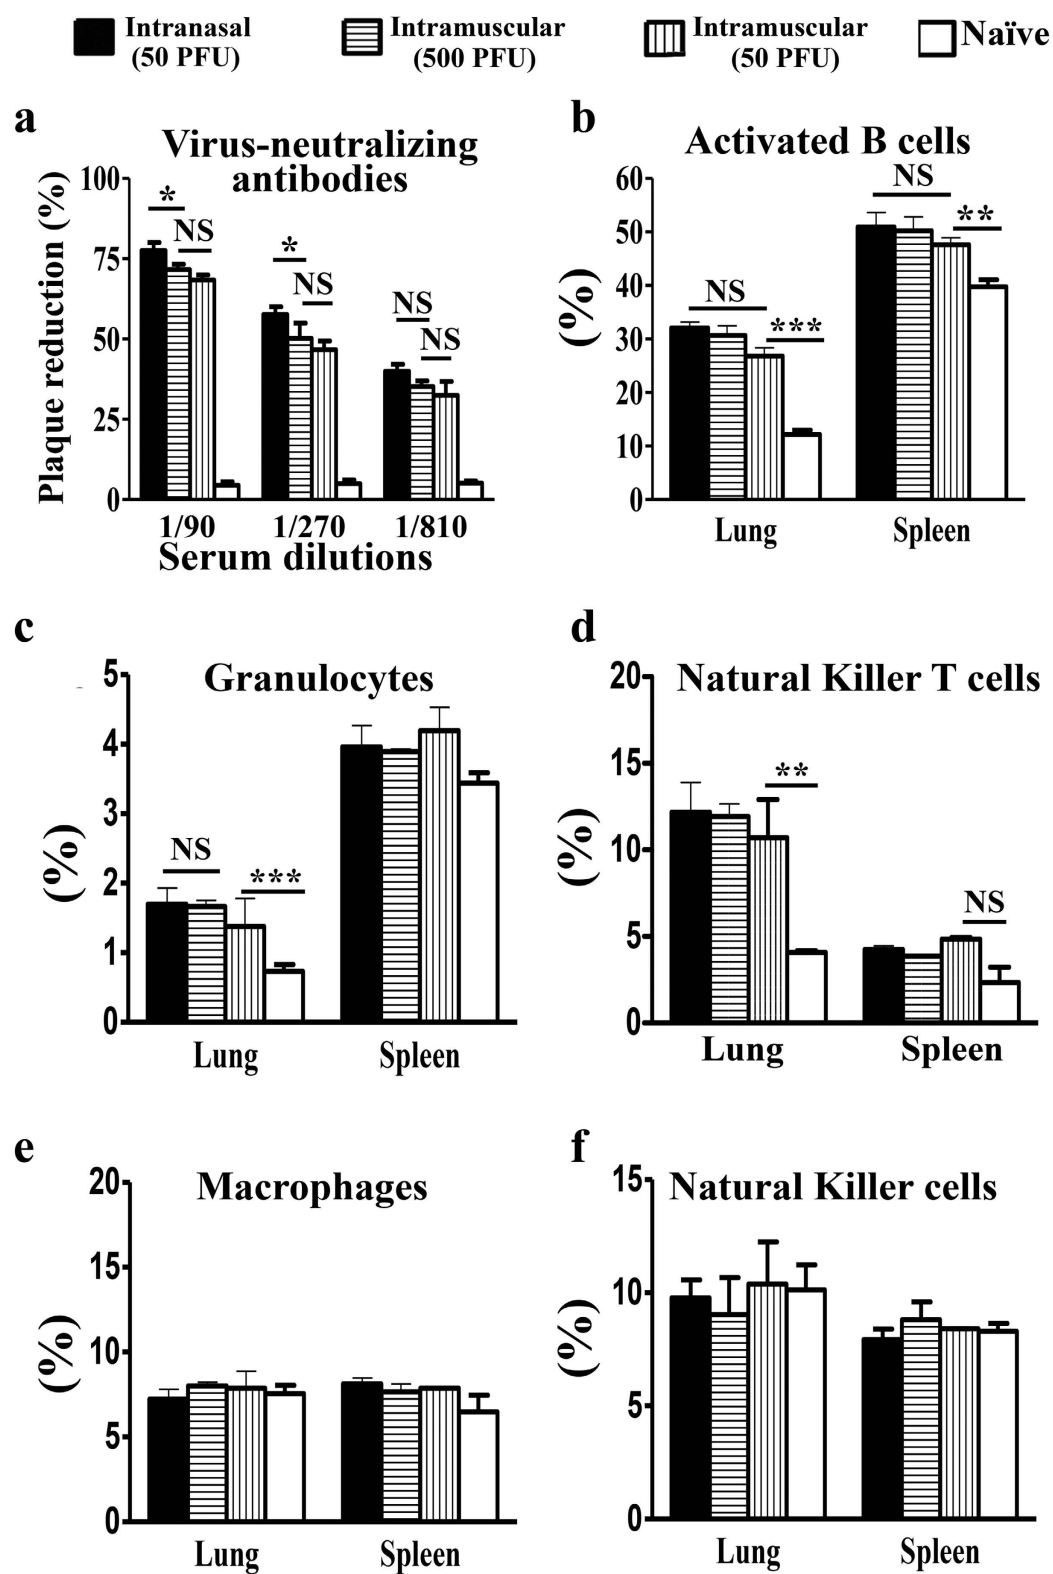 Intranasal
(50 PFU)
Intramuscular
(500 PFU)
Intramuscular
(50 PFU)
Naïve
a
Virus-neutralizing
antibodies
Plaque reduction (%)
100
75
50
25
0
*
NS
*
NS
NS
NS
1/90
1/270
1/810
Serum dilutions
b
Activated B cells
(%)
60
50
40
30
20
10
0
NS
***
NS
**
Lung
Spleen
c
Granulocytes
(%)
5
4
3
2
1
0
NS
***
Lung
Spleen
d
Natural Killer T cells
(%)
20
15
10
5
0
**
NS
Lung
Spleen
e
Macrophages
(%)
20
15
10
5
0
Lung
Spleen
f
Natural Killer cells
(%)
15
10
5
0
Lung
Spleen